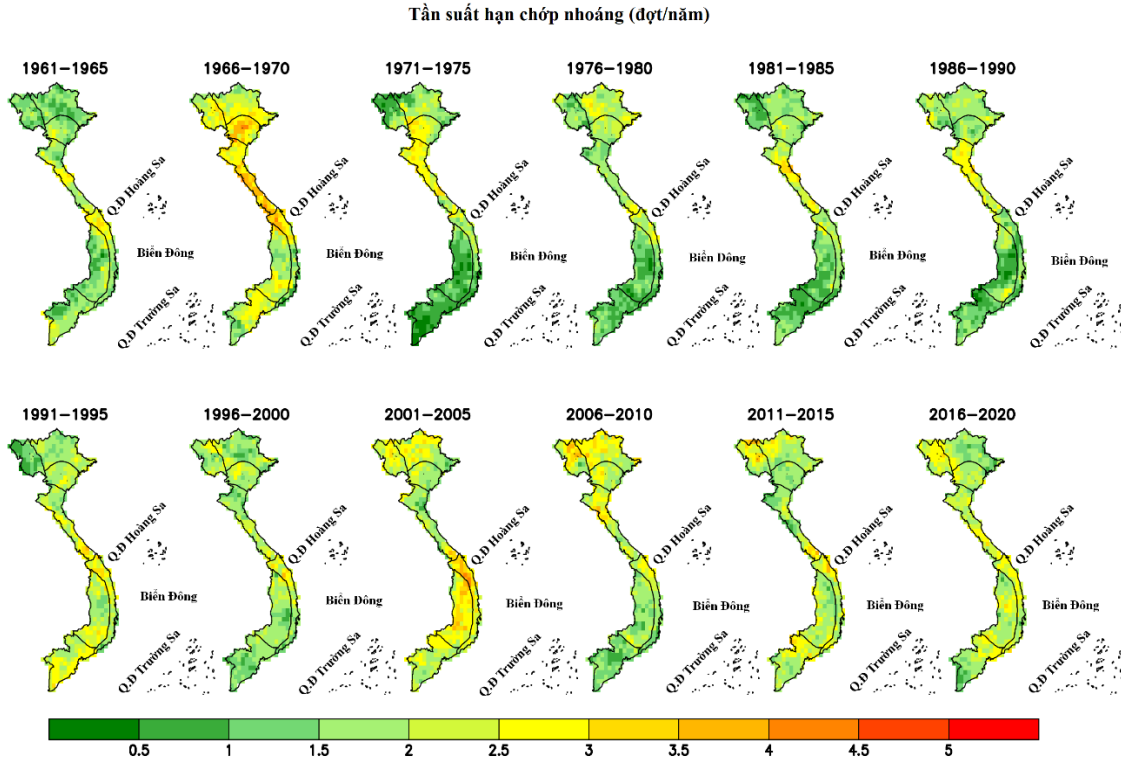 Tần suất hạn chớp nhoáng (đợt/năm)
1961-1965 1966-1970 1971-1975 1976-1980 1981-1985 1986-1990
Q.Đ Hoàng Sa Q.Đ Hoàng Sa Q.Đ Hoàng Sa Q.Đ Hoàng Sa Q.Đ Hoàng Sa Q.Đ Hoàng Sa
Biển Đông Biển Đông Biển Đông Biển Đông Biển Đông Biển Đông
Q.Đ Trường Sa Q.Đ Trường Sa Q.Đ Trường Sa Q.Đ Trường Sa Q.Đ Trường Sa Q.Đ Trường Sa
1991-1995 1996-2000 2001-2005 2006-2010 2011-2015 2016-2020
Q.Đ Hoàng Sa Q.Đ Hoàng Sa Q.Đ Hoàng Sa Q.Đ Hoàng Sa Q.Đ Hoàng Sa Q.Đ Hoàng Sa
Biển Đông Biển Đông Biển Đông Biển Đông Biển Đông Biển Đông
Q.Đ Trường Sa Q.Đ Trường Sa Q.Đ Trường Sa Q.Đ Trường Sa Q.Đ Trường Sa Q.Đ Trường Sa
0.5 1 1.5 2 2.5 3 3.5 4 4.5 5